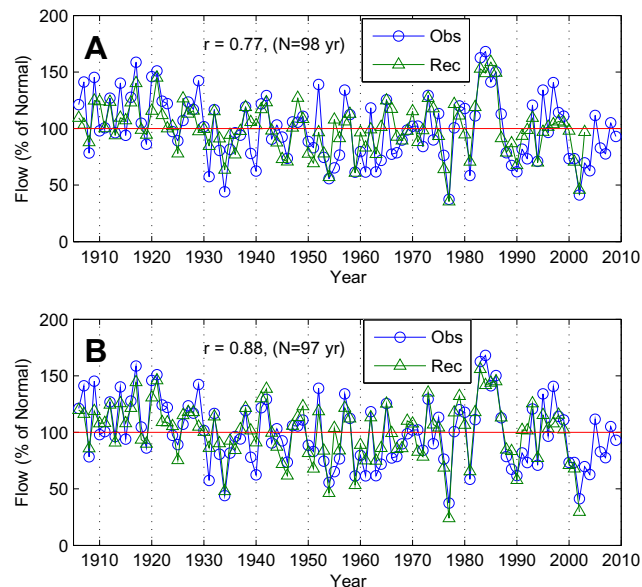 200
A
r = 0.77, (N=98 yr)
Obs
Rec
150
100
50
0
Flow (% of Normal)
1910 1920 1930 1940 1950 1960 1970 1980 1990 2000 2010
Year
200
B
r = 0.88, (N=97 yr)
Obs
Rec
150
100
50
0
Flow (% of Normal)
1910 1920 1930 1940 1950 1960 1970 1980 1990 2000 2010
Year